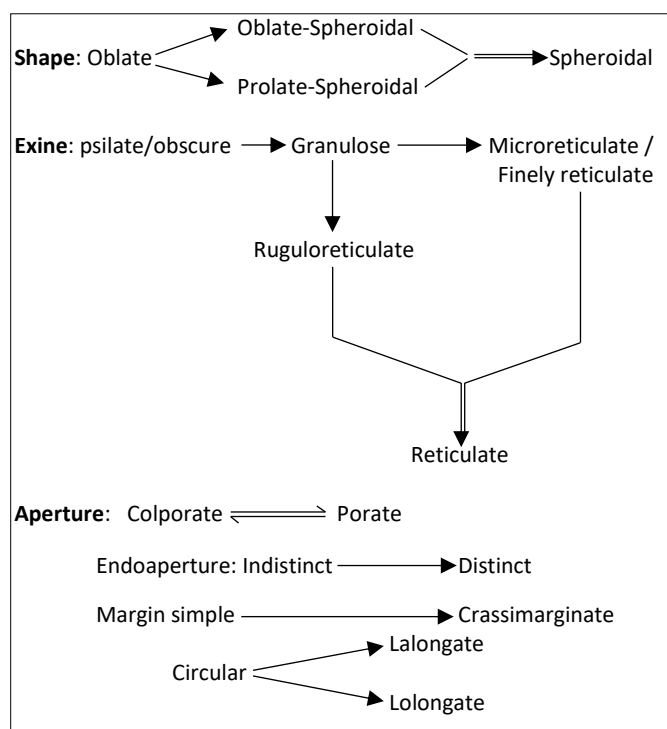 Oblate-Spheroidal
Shape: Oblate Spheroidal
Prolate-Spheroidal
Exine: psilate/obscure Granulose Microreticulate /
Finely reticulate
Ruguloreticulate
Reticulate
Aperture: Colporate Porate
Endoaperture: Indistinct Distinct
Margin simple Crassimarginate
Lalongate
Circular
Lolongate